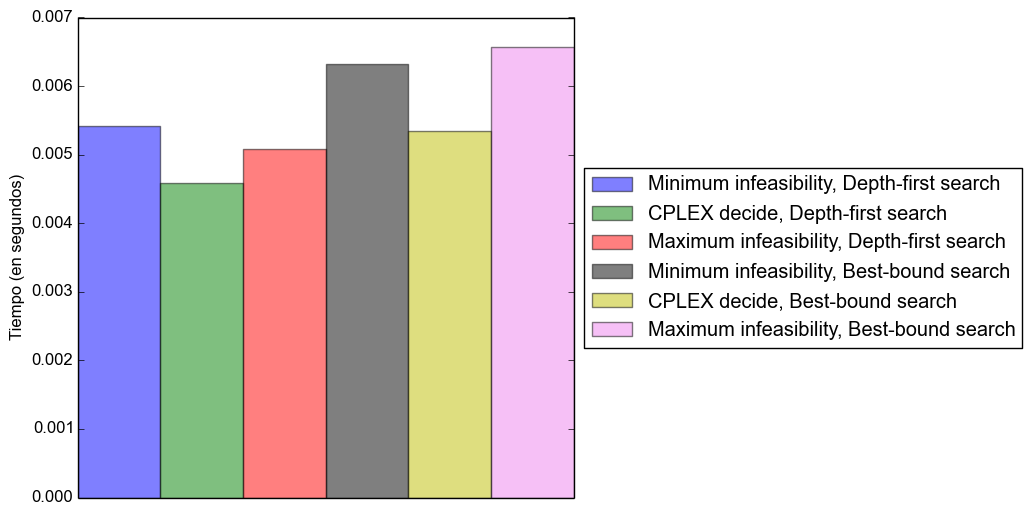 0.007
0.006
0.005
0.004
0.003
0.002
0.001
0.000
Tiempo (en segundos)
Minimum infeasibility, Depth-first search
CPLEX decide, Depth-first search
Maximum infeasibility, Depth-first search
Minimum infeasibility, Best-bound search
CPLEX decide, Best-bound search
Maximum infeasibility, Best-bound search